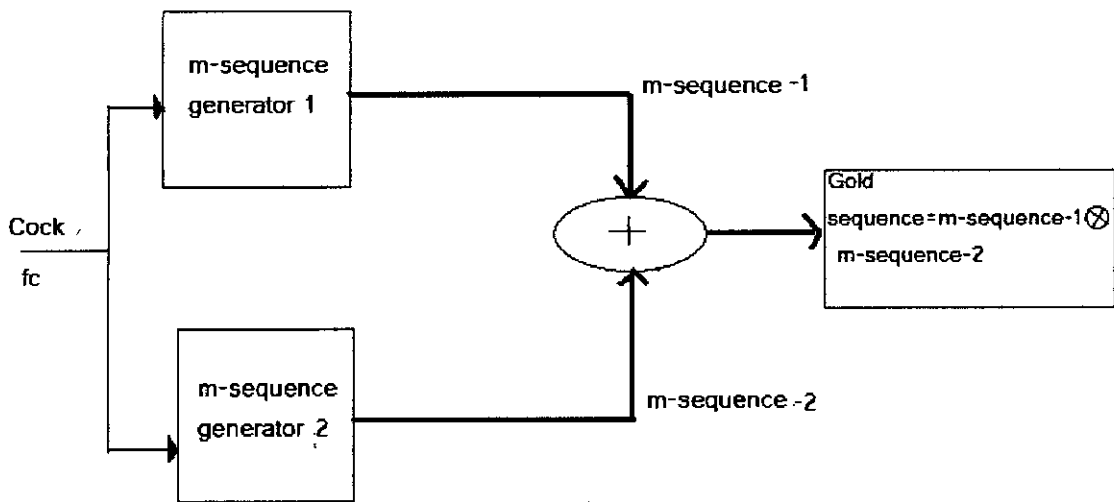 m-sequence
generator 1
m-sequence -1
Cock
fc
+
Gold
sequence=m-sequence-1⊗
m-sequence-2
m-sequence
generator 2
m-sequence -2